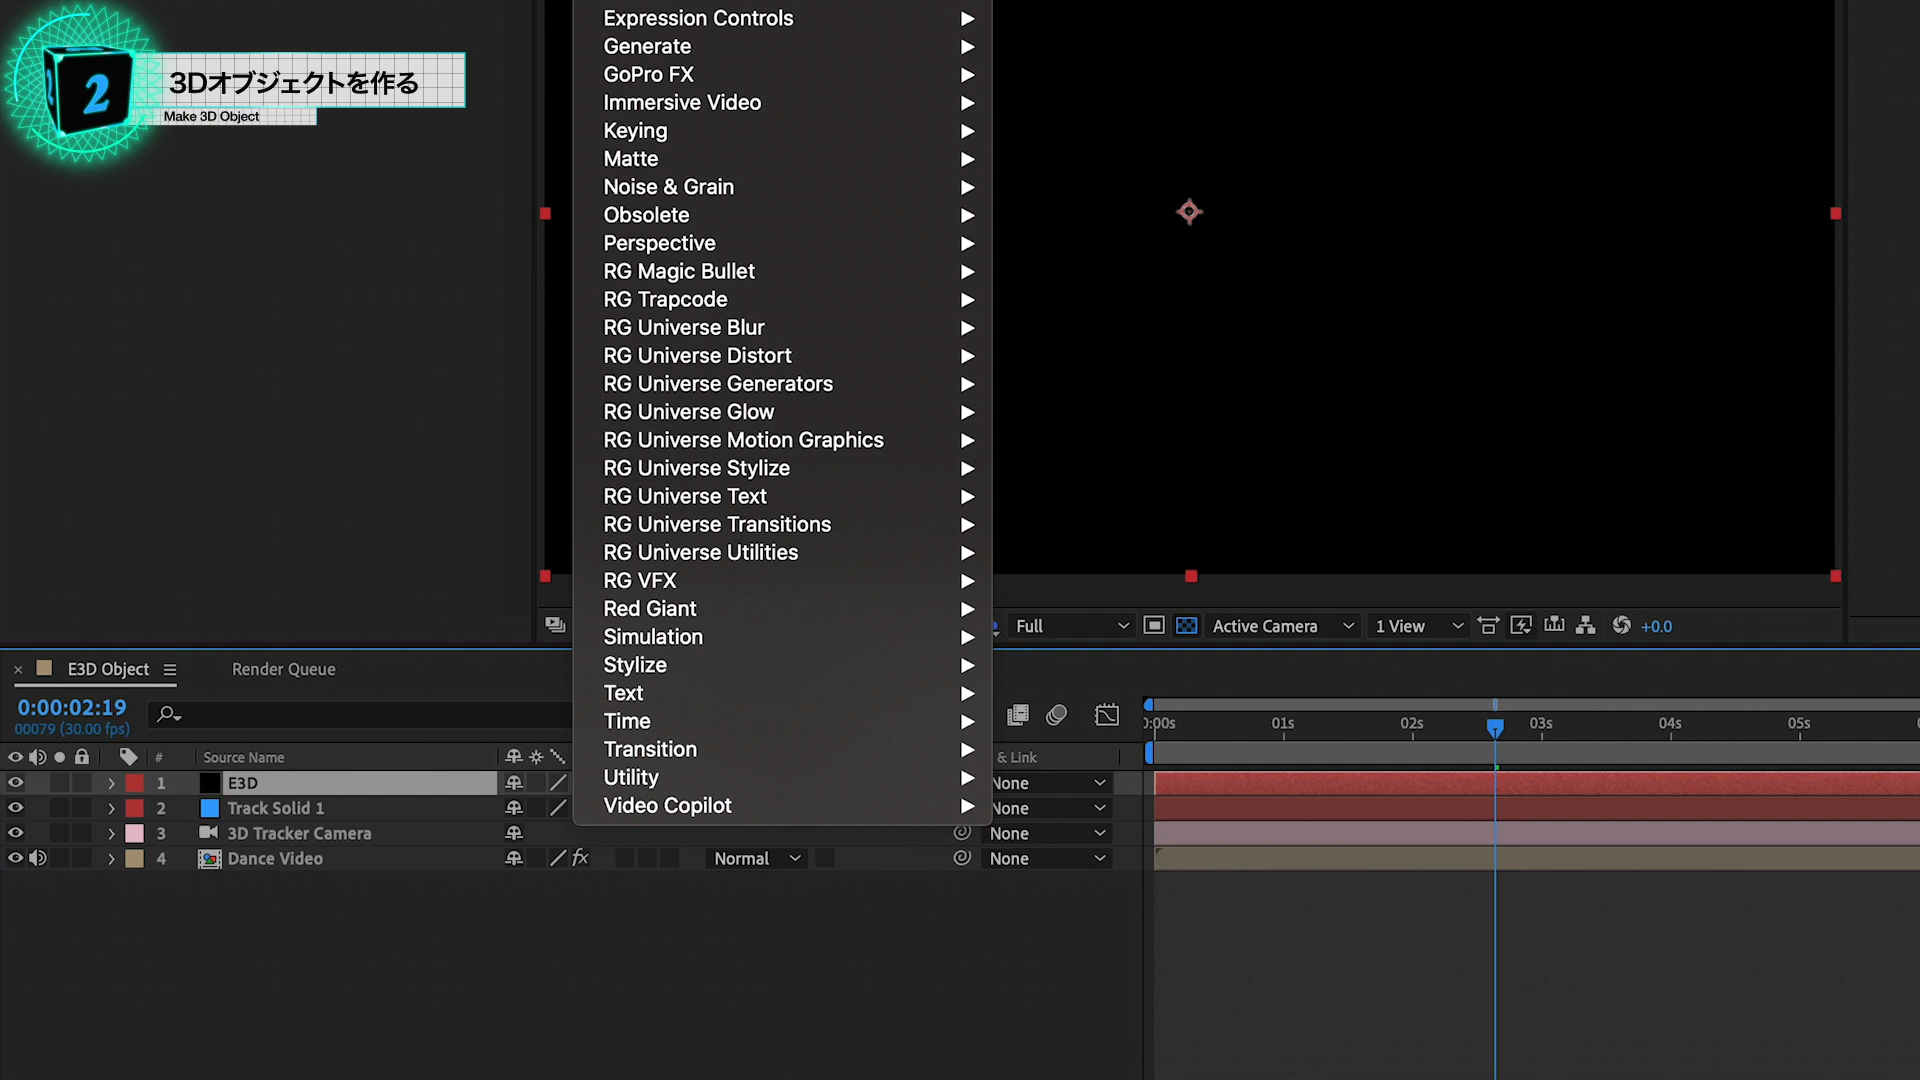 2
3Dオブジェクトを作る
Make 3D Object
Expression Controls
Generate
GoPro FX
Immersive Video
Keying
Matte
Noise & Grain
Obsolete
Perspective
RG Magic Bullet
RG Trapcode
RG Universe Blur
RG Universe Distort
RG Universe Generators
RG Universe Glow
RG Universe Motion Graphics
RG Universe Stylize
RG Universe Text
RG Universe Transitions
RG Universe Utilities
RG VFX
Red Giant
Simulation
Stylize
Text
Time
Transition
Utility
Video Copilot
Full
Active Camera
1 View
+0.0
E3D Object
Render Queue
0:00:02:19
00079 (30.00 fps)
0:00s 01s 02s 03s 04s 05s
# Source Name & Link
1 E3D None
2 Track Solid 1 None
3 3D Tracker Camera None
4 Dance Video fx Normal None